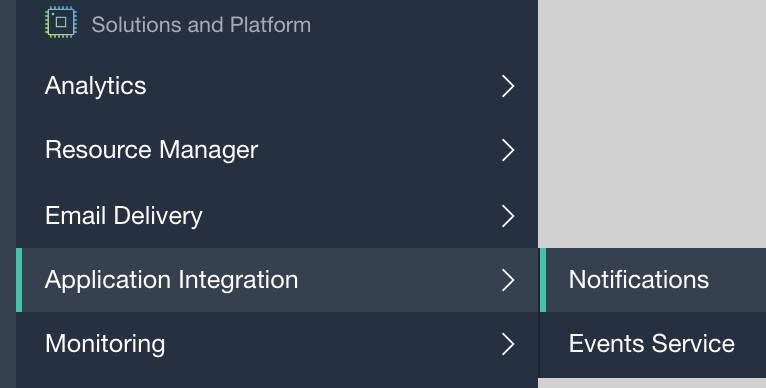 Solutions and Platform
Analytics
Resource Manager
Email Delivery
Application Integration
Notifications
Monitoring
Events Service